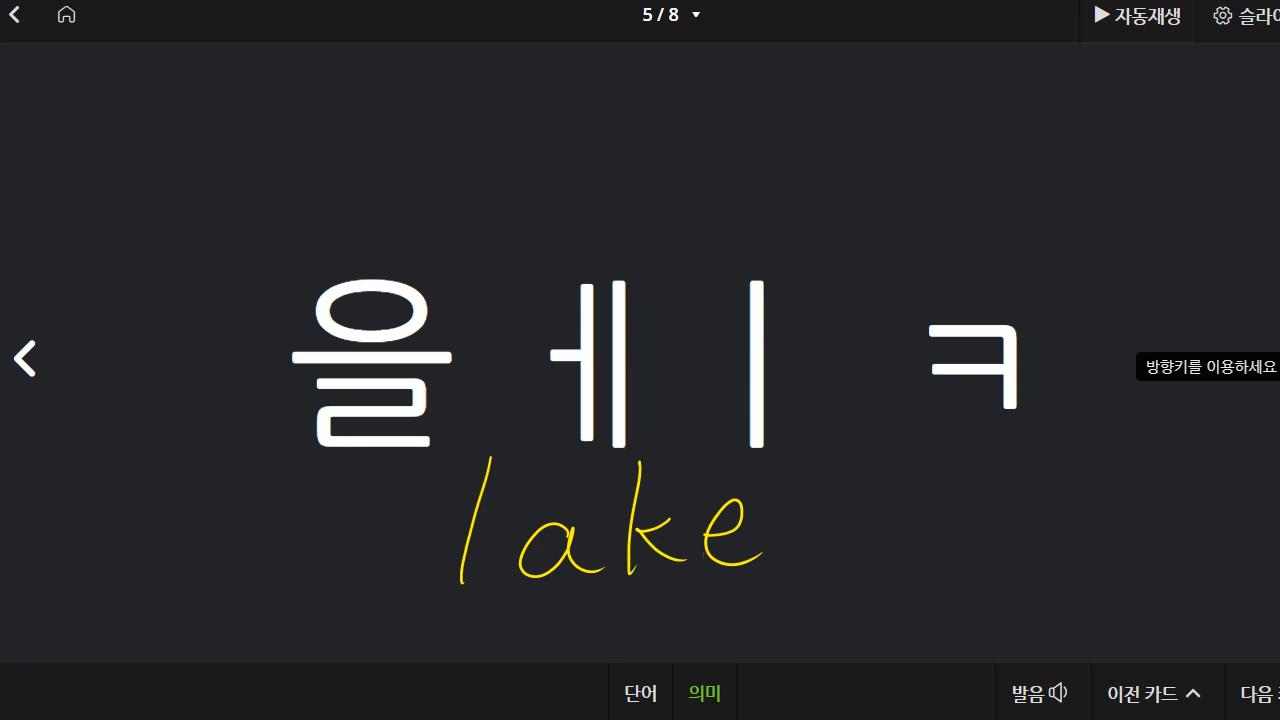 5 / 8
자동재생
슬라이
을 ㅔ ㅣ ㅋ
방향키를 이용하세요
lake
단어
의미
발음
이전 카드
다음